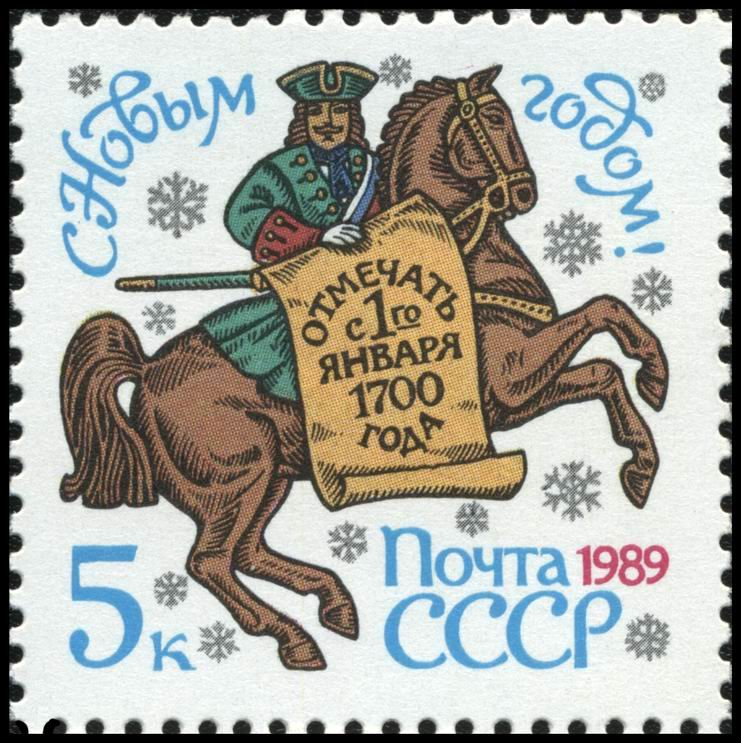 с Новым годом!
ОТМЕЧАТЬ
с 1го
ЯНВАРЯ
1700
ГОДА
5к
Почта 1989
СССР